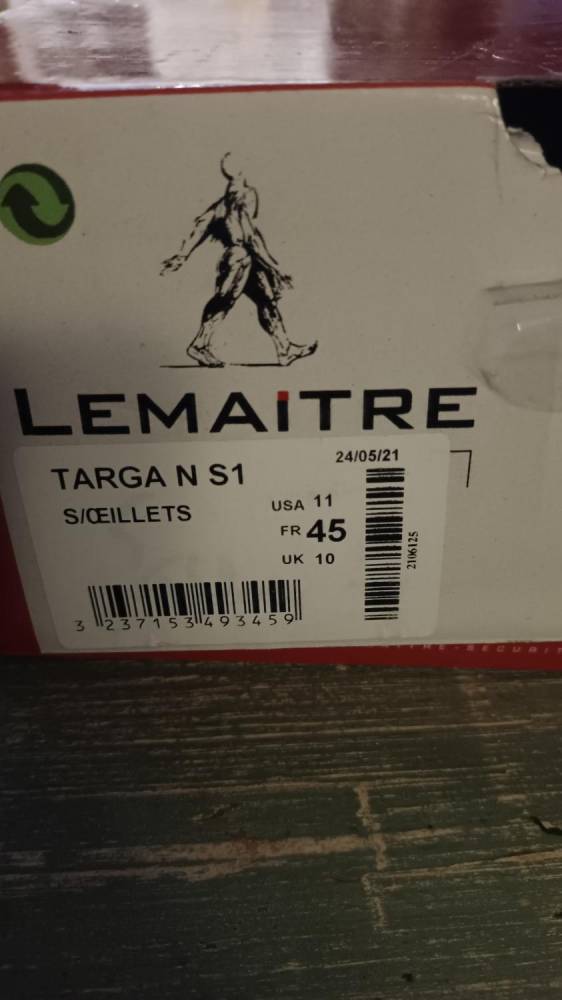 LEMAiTRE
24/05/21
TARGA N S1
S/ŒILLETS
USA 11
FR 45
UK 10
2106125
3 237153 493459